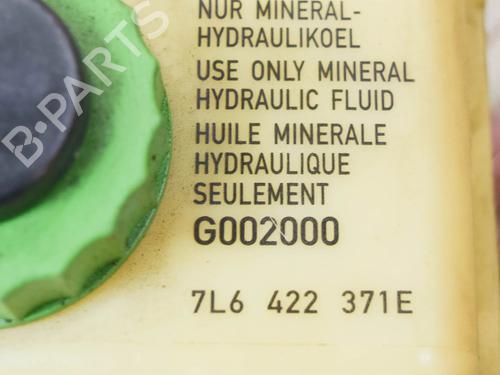 NUR MINERAL-
HYDRAULIKOEL
USE ONLY MINERAL
HYDRAULIC FLUID
HUILE MINERALE
HYDRAULIQUE
SEULEMENT
G002000
7L6 422 371E
B-PARTS